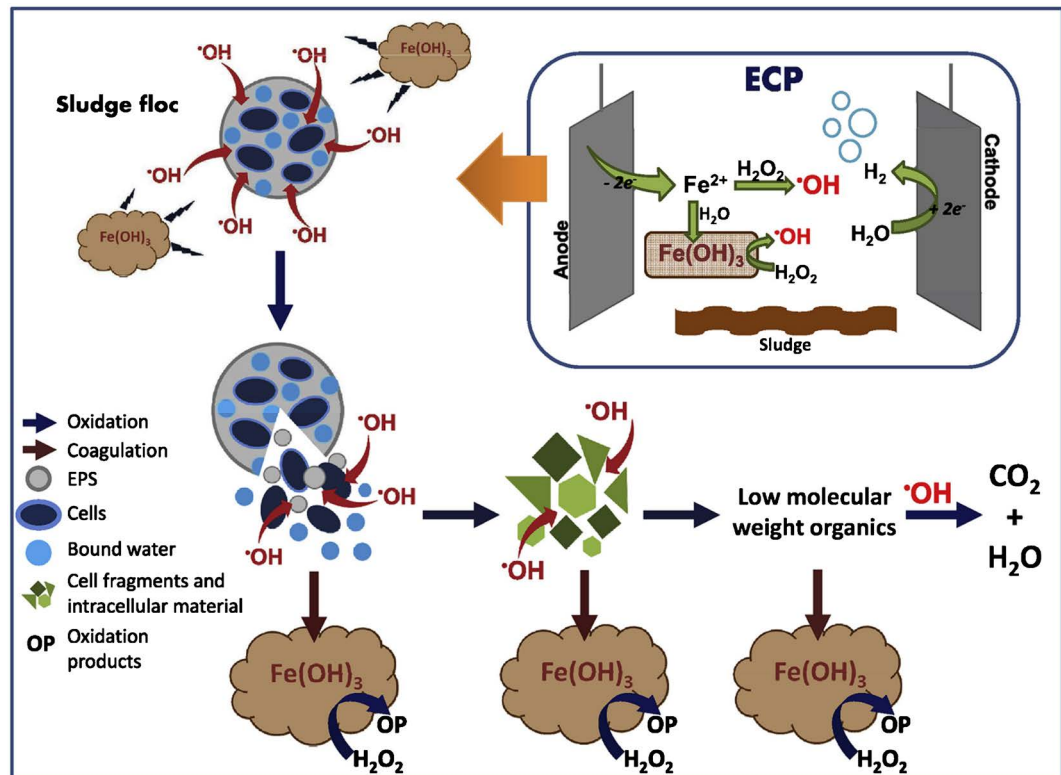 •OH
•OH
Fe(OH)3
Sludge floc
•OH
•OH
•OH
•OH
Fe(OH)3
ECP
Anode
Cathode
- 2e-
Fe2+
H2O2
•OH
H2O
Fe(OH)3
•OH
H2O2
H2
+ 2e-
H2O
Sludge
Oxidation
Coagulation
EPS
Cells
Bound water
Cell fragments and
intracellular material
OP
Oxidation
products
•OH
•OH
•OH
•OH
•OH
Low molecular
weight organics
•OH
CO2
+
H2O
Fe(OH)3
OP
H2O2
Fe(OH)3
OP
H2O2
Fe(OH)3
OP
H2O2